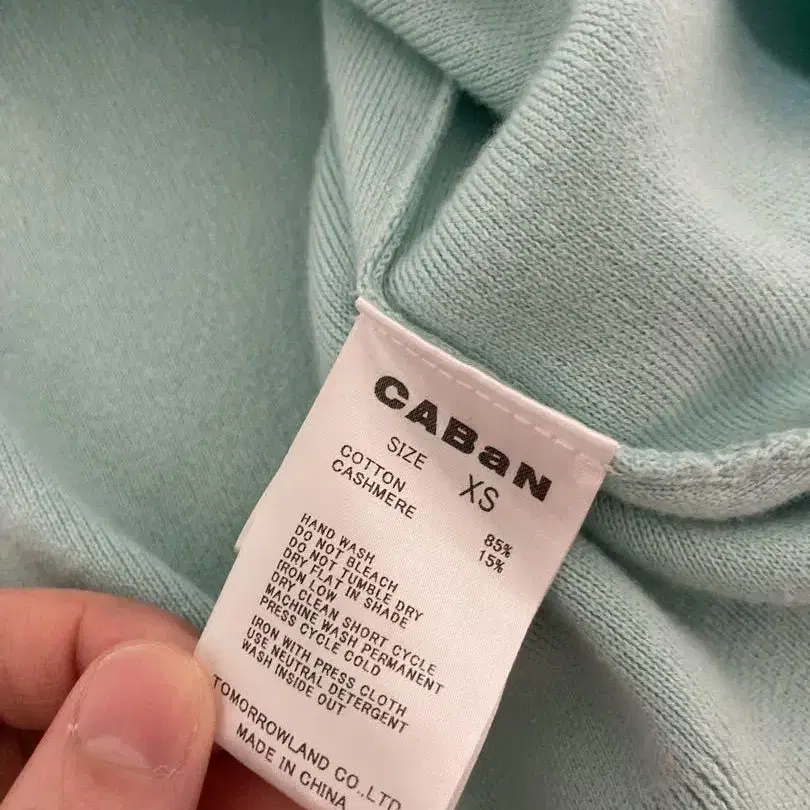 CABaN
SIZE XS
COTTON 85%
CASHMERE 15%
HAND WASH
DO NOT BLEACH
DO NOT TUMBLE DRY
DRY FLAT IN SHADE
IRON LOW
DRY CLEAN SHORT CYCLE
MACHINE WASH PERMANENT
PRESS CYCLE COLD
IRON WITH PRESS CLOTH
USE NEUTRAL DETERGENT
WASH INSIDE OUT
TOMORROWLAND CO.,LTD
MADE IN CHINA